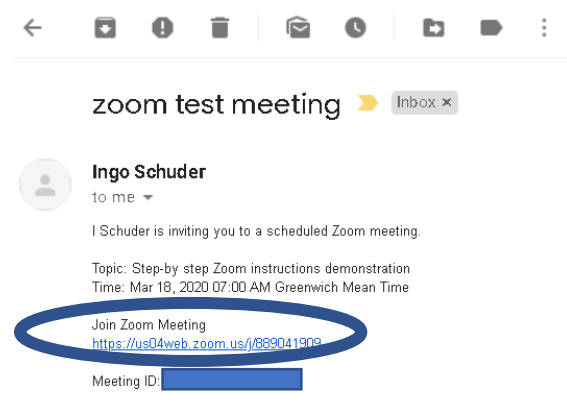 zoom test meeting Inbox ×
Ingo Schuder
to me
I Schuder is inviting you to a scheduled Zoom meeting.
Topic: Step-by step Zoom instructions demonstration
Time: Mar 18, 2020 07:00 AM Greenwich Mean Time
Join Zoom Meeting
https://us04web.zoom.us/j/889041909
Meeting ID: